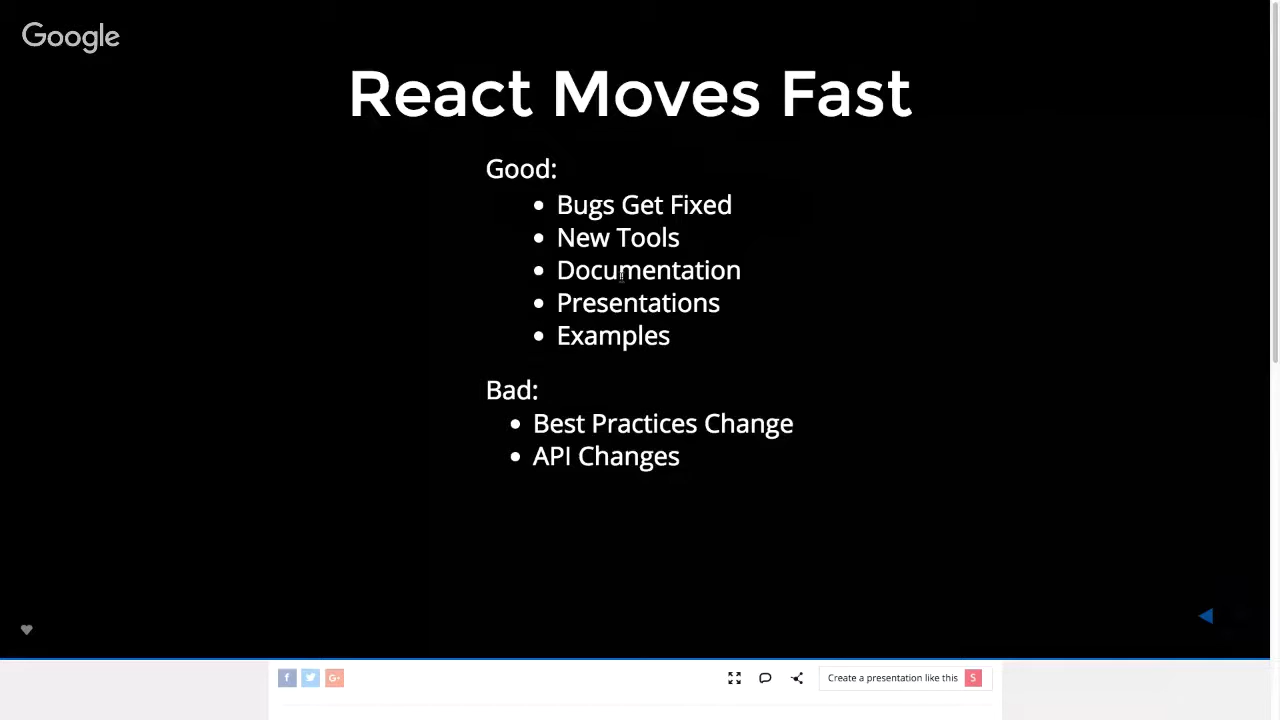 Google
React Moves Fast
Good:
• Bugs Get Fixed
• New Tools
• Documentation
• Presentations
• Examples
Bad:
• Best Practices Change
• API Changes
f
G+
Create a presentation like this S